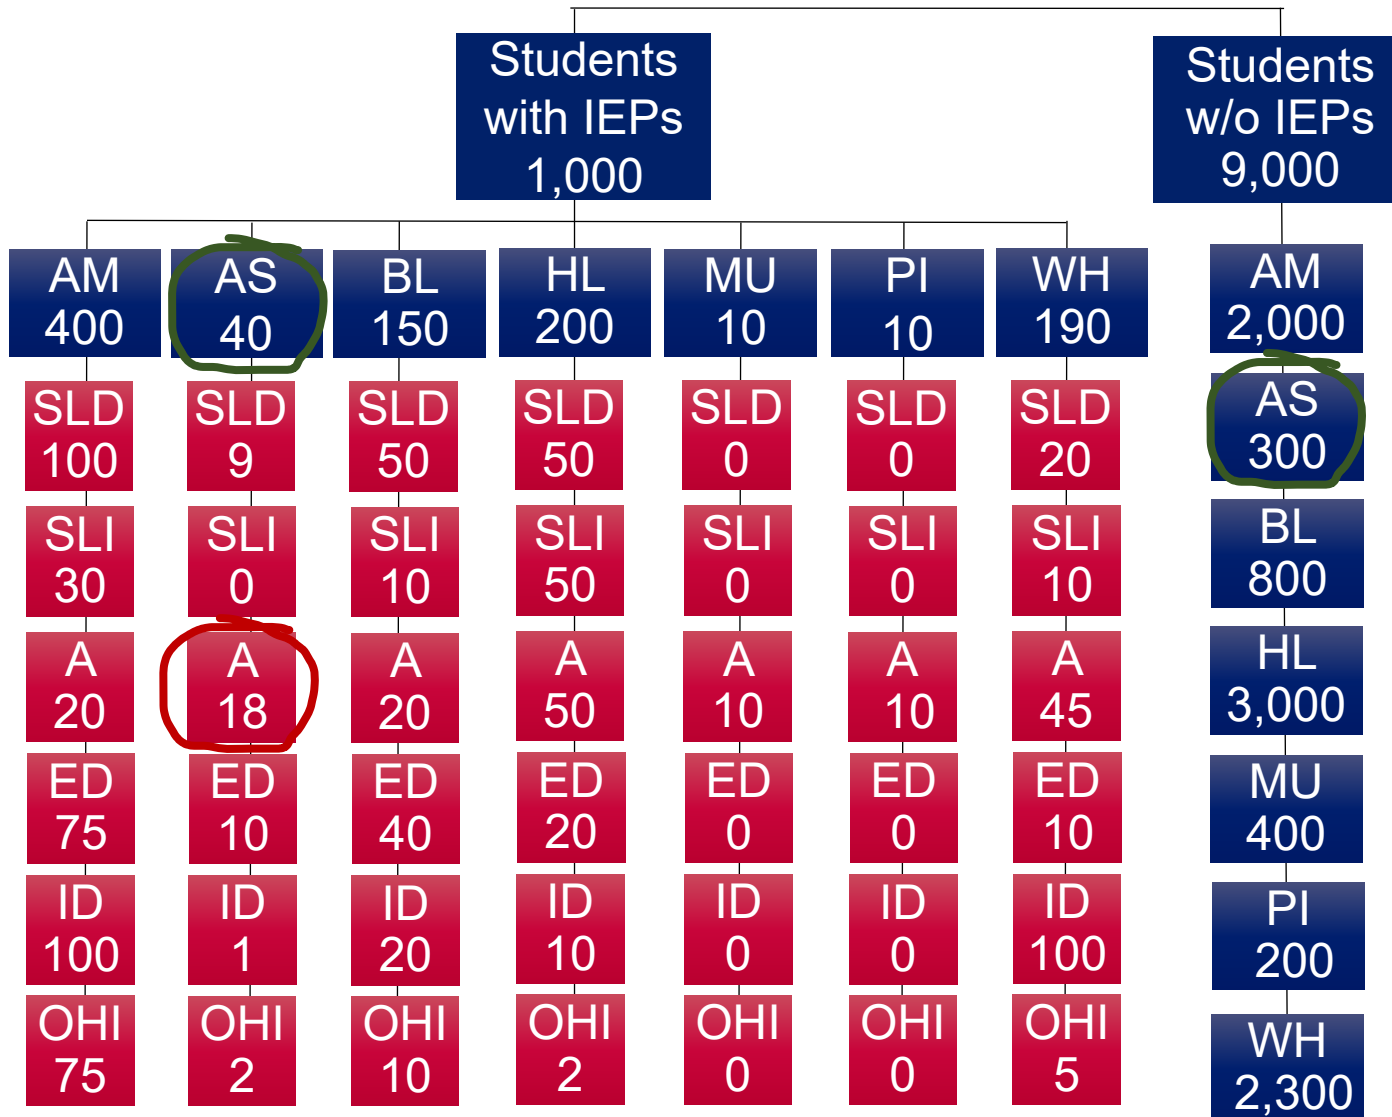 Students
with IEPs
1,000
Students
w/o IEPs
9,000
AM
400
AS
40
BL
150
HL
200
MU
10
PI
10
WH
190
SLD
100
SLI
30
A
20
ED
75
ID
100
OHI
75
SLD
9
SLI
0
A
18
ED
10
ID
1
OHI
2
SLD
50
SLI
10
A
20
ED
40
ID
20
OHI
10
SLD
50
SLI
50
A
50
ED
20
ID
10
OHI
2
SLD
0
SLI
0
A
10
ED
0
ID
0
OHI
0
SLD
0
SLI
0
A
10
ED
0
ID
0
OHI
0
SLD
20
SLI
10
A
45
ED
10
ID
100
OHI
5
AM
2,000
AS
300
BL
800
HL
3,000
MU
400
PI
200
WH
2,300